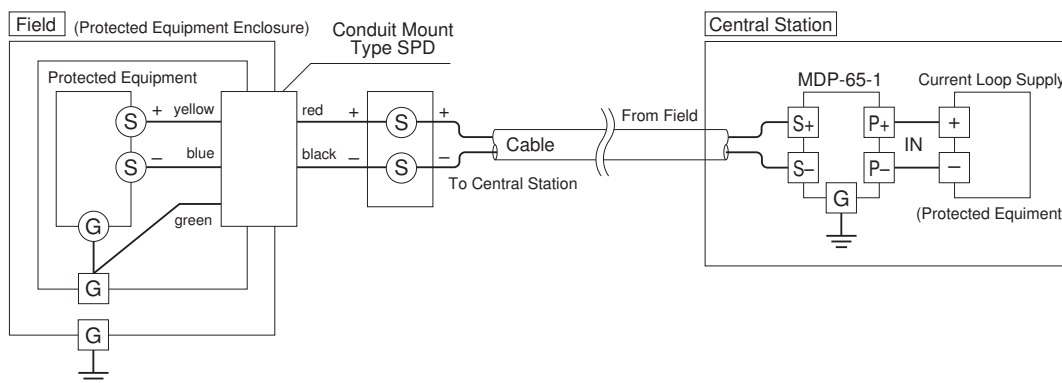 Field (Protected Equipment Enclosure)
Conduit Mount
Type SPD
Central Station
Protected Equipment
MDP-65-1
Current Loop Supply
S + yellow
red + S +
From Field
S+ P+ +
Cable
IN
S – blue
black – S –
S– P– –
To Central Station
G
green
G
(Protected Equiment
G
G